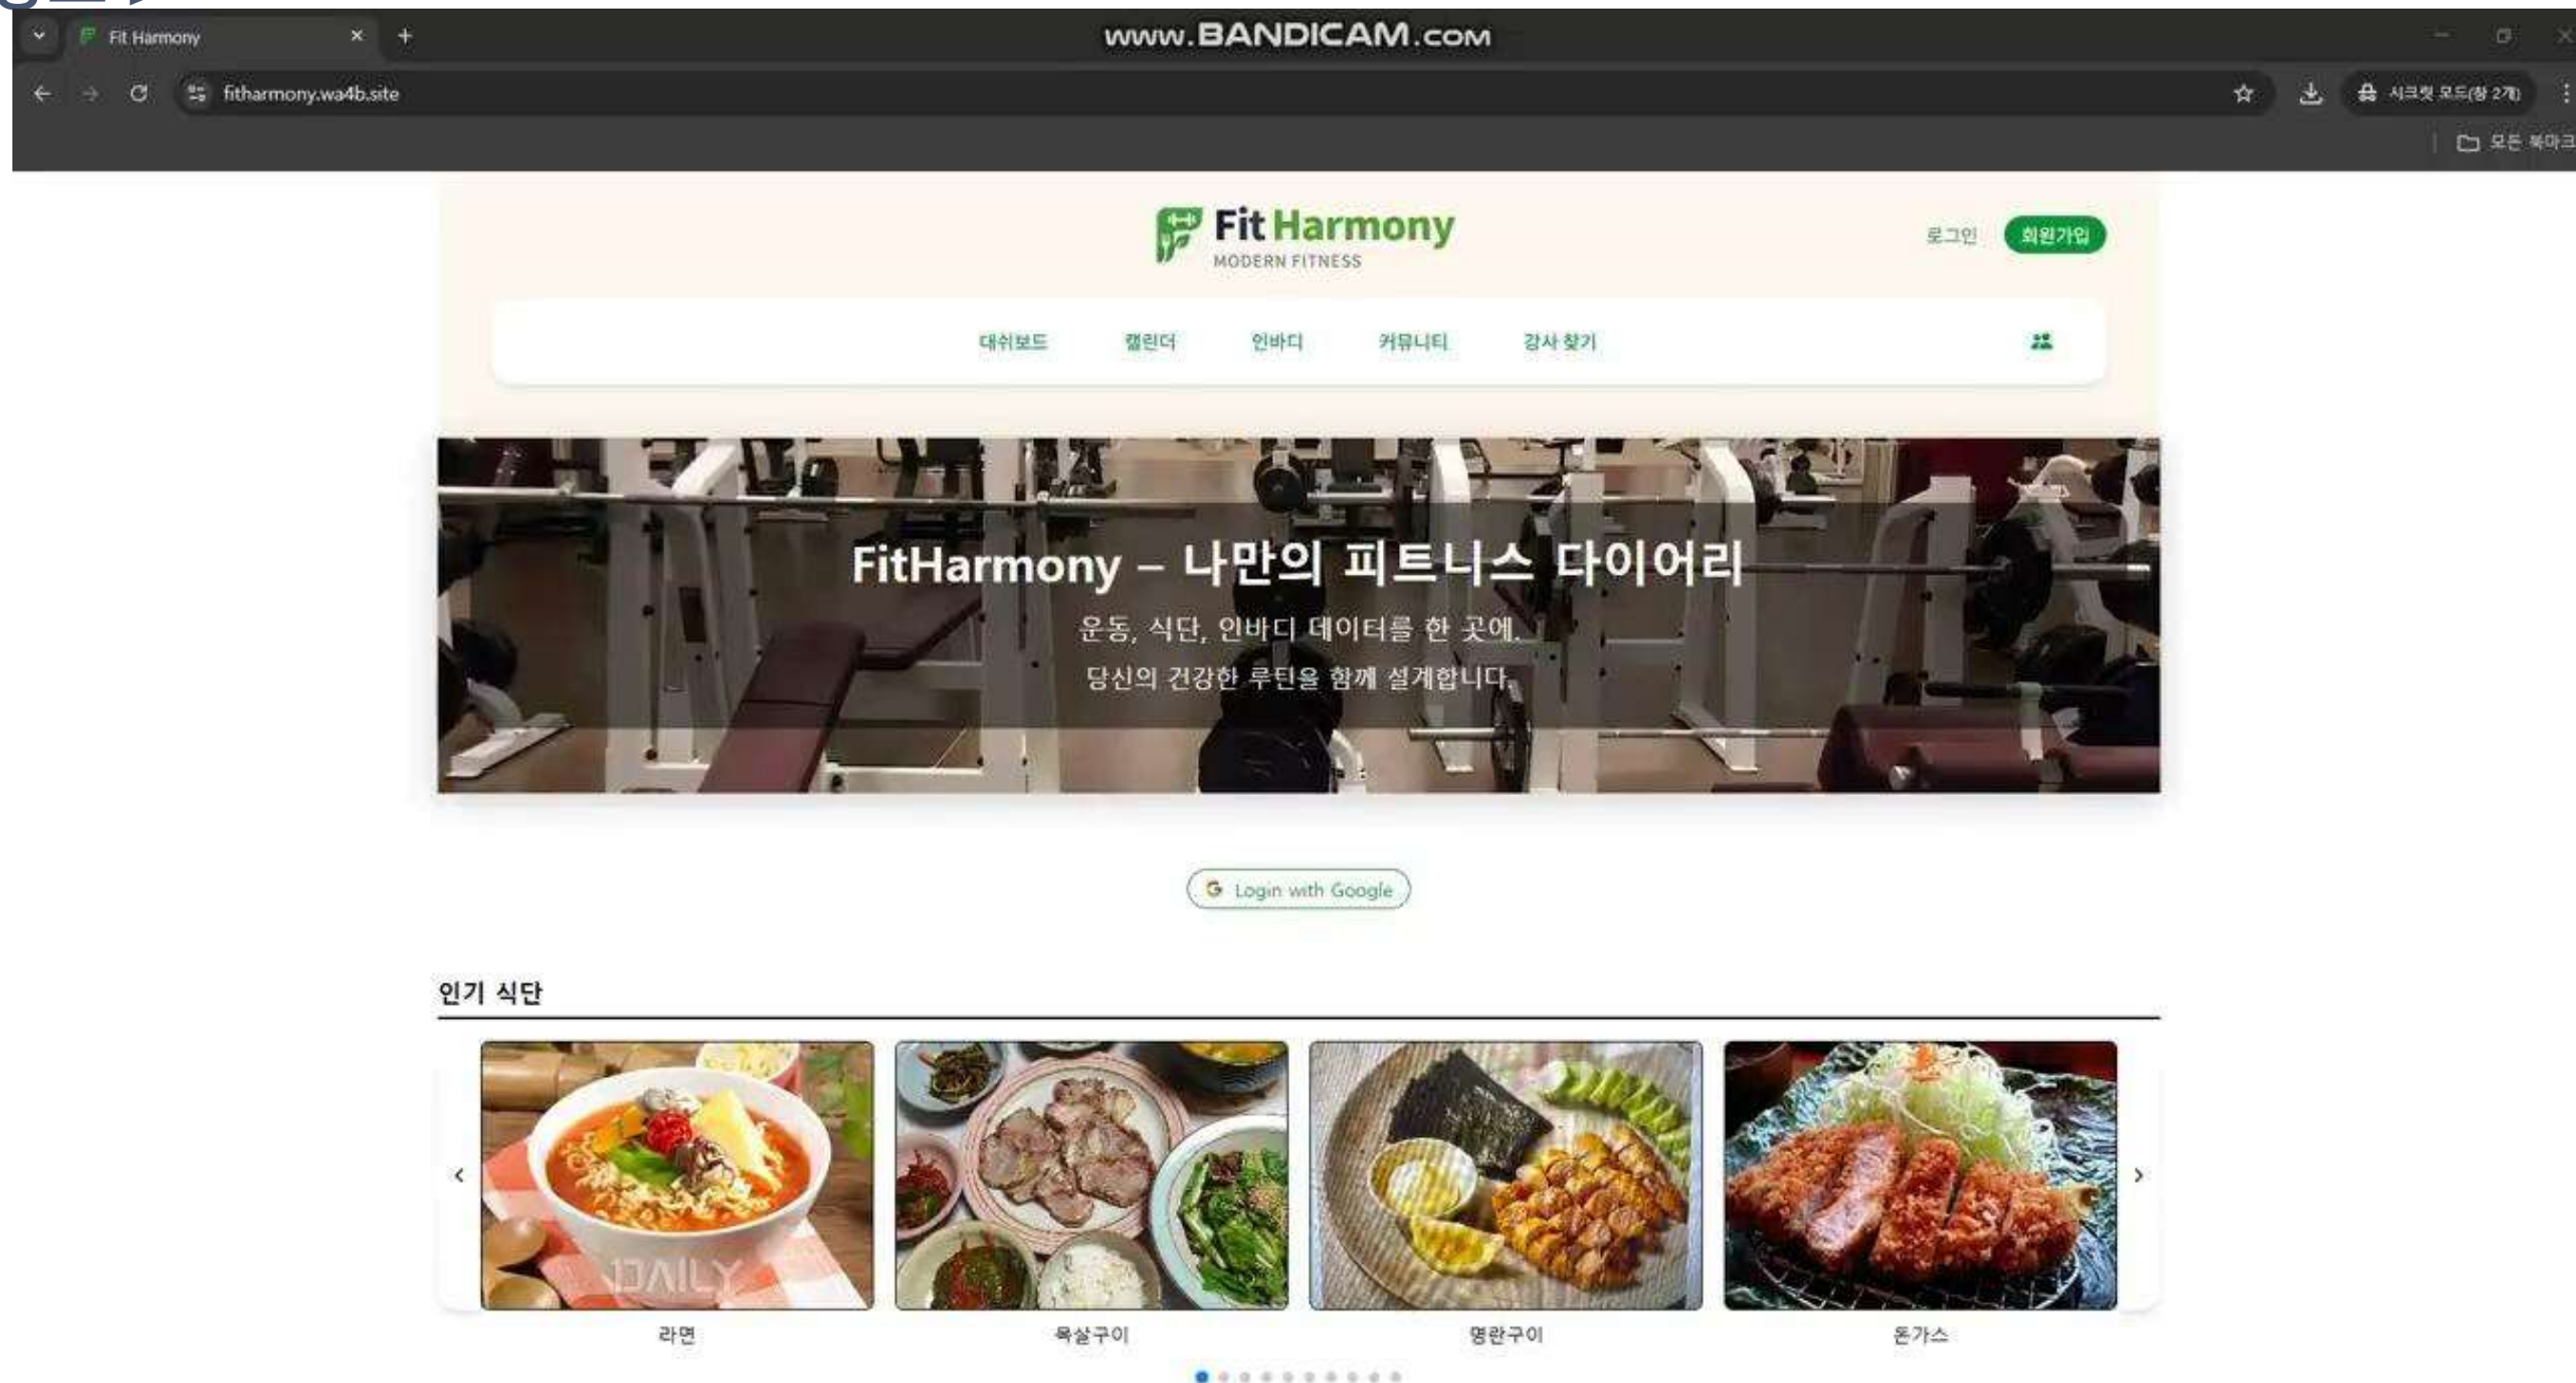 Fit Harmony
www.BANDICAM.com
fitharmony.wa4b.site
시크릿 모드(창 2개)
모든 북마크
Fit Harmony
MODERN FITNESS
로그인
회원가입
대쉬보드 캘린더 인바디 커뮤니티 강사 찾기
FitHarmony – 나만의 피트니스 다이어리
운동, 식단, 인바디 데이터를 한 곳에.
당신의 건강한 루틴을 함께 설계합니다.
G Login with Google
인기 식단
DAILY
라면 목살구이 명란구이 돈가스